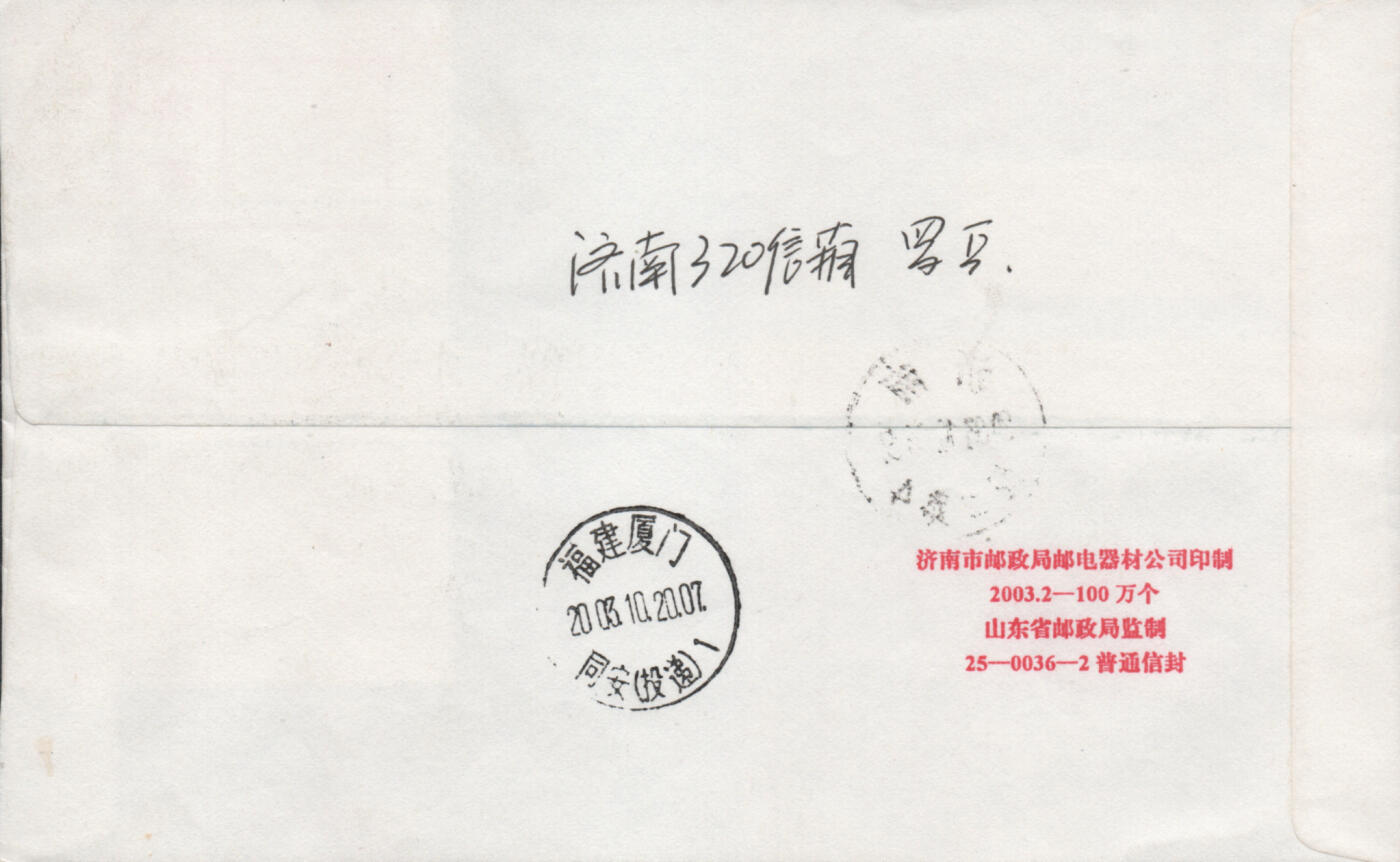 济南320信箱 罗卫.
福建厦门
2003.10.20.07.
同安(投递)1
济南市邮政局邮电器材公司印制
2003.2—100万个
山东省邮政局监制
25—0036—2普通信封